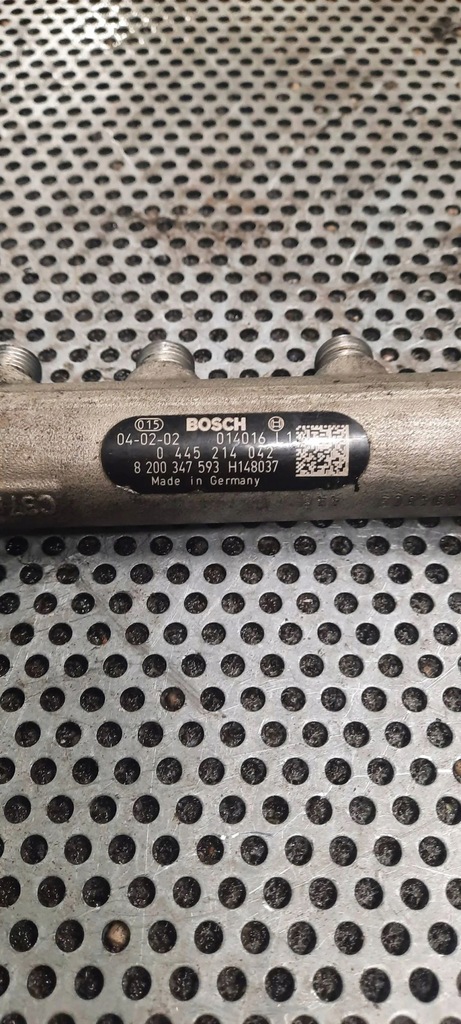 015 BOSCH
04-02-02 014016
0 445 214 042
8 200 347 593 H148037
Made in Germany